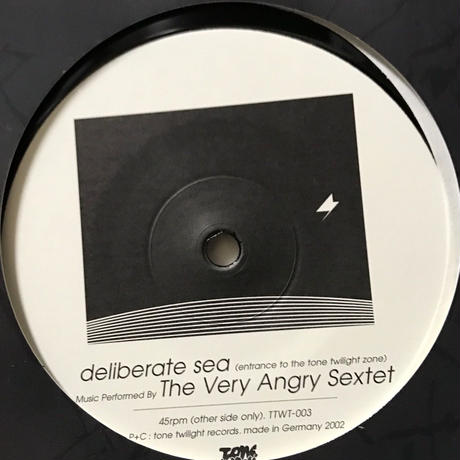 deliberate sea (entrance to the tone twilight zone)
Music Performed By The Very Angry Sextet
45rpm (other side only). TTWT-003
P+C : tone twilight records. made in Germany 2002
TONE